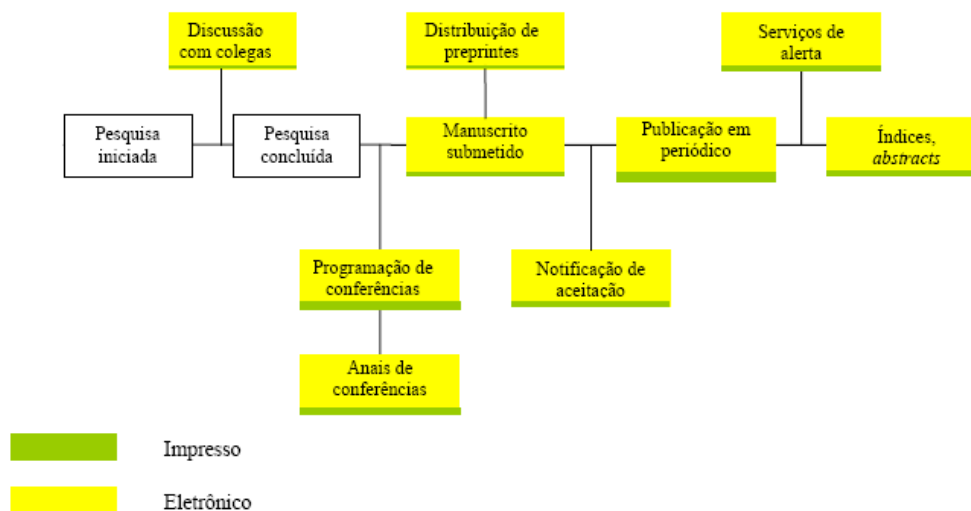 Discussão
com colegas
Distribuição de
preprintes
Serviços de
alerta
Pesquisa
iniciada
Pesquisa
concluída
Manuscrito
submetido
Publicação em
periódico
Índices,
abstracts
Programação de
conferências
Notificação de
aceitação
Anais de
conferências
Impresso
Eletrônico